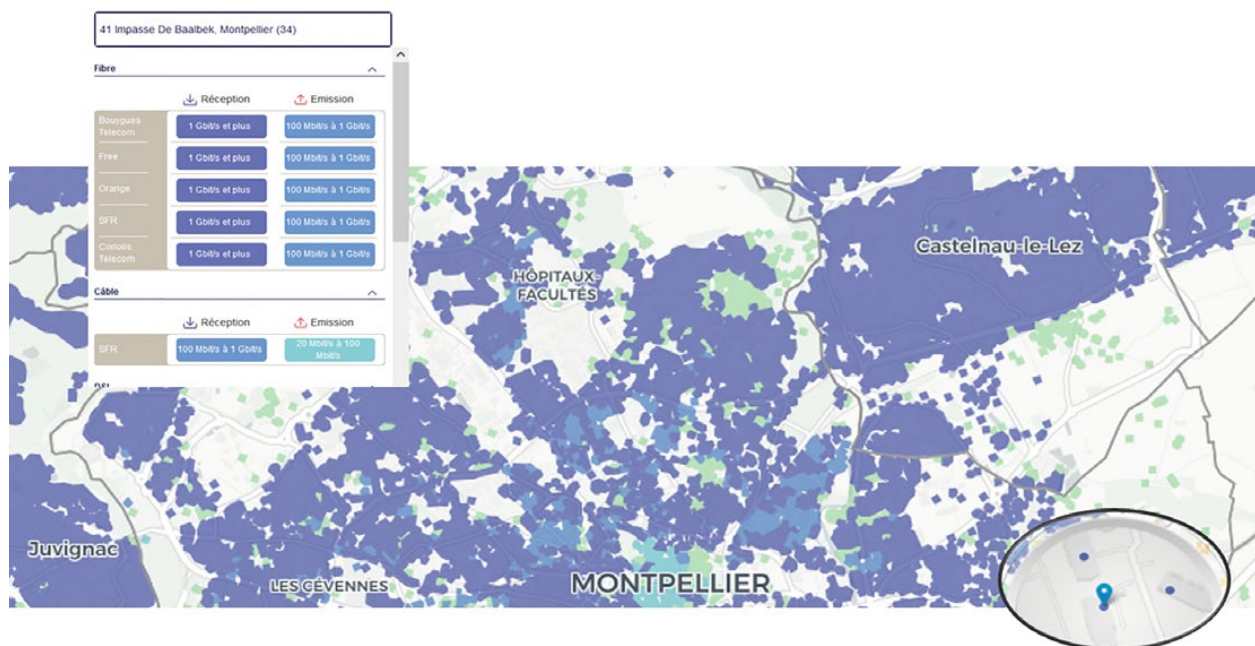 41 Impasse De Baalbek, Montpellier (34)
Fibre
Réception Emission
Bouygues
Telecom
1 Gbit/s et plus 100 Mbit/s à 1 Gbit/s
Free 1 Gbit/s et plus 100 Mbit/s à 1 Gbit/s
Orange 1 Gbit/s et plus 100 Mbit/s à 1 Gbit/s
SFR 1 Gbit/s et plus 100 Mbit/s à 1 Gbit/s
Coriolis
Telecom
1 Gbit/s et plus 100 Mbit/s à 1 Gbit/s
Câble
Réception Emission
SFR 100 Mbit/s à 1 Gbit/s 20 Mbit/s à 100
Mbit/s
HÔPITAUX-
FACULTÉS
Castelnau-le-Lez
Juvignac
LES CÉVENNES
MONTPELLIER